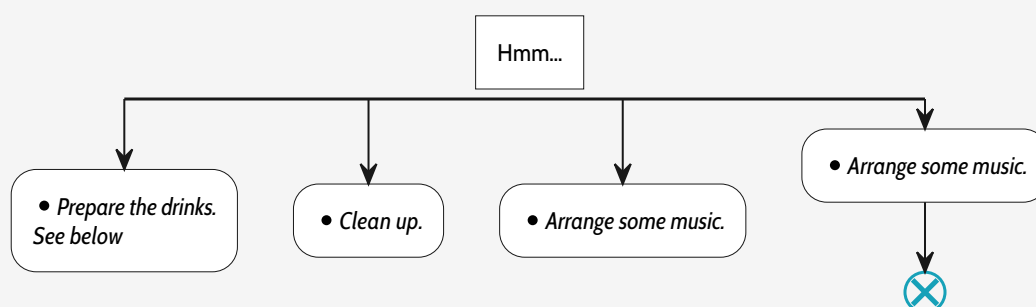 Hmm...
• Prepare the drinks.
See below
• Clean up.
• Arrange some music.
• Arrange some music.